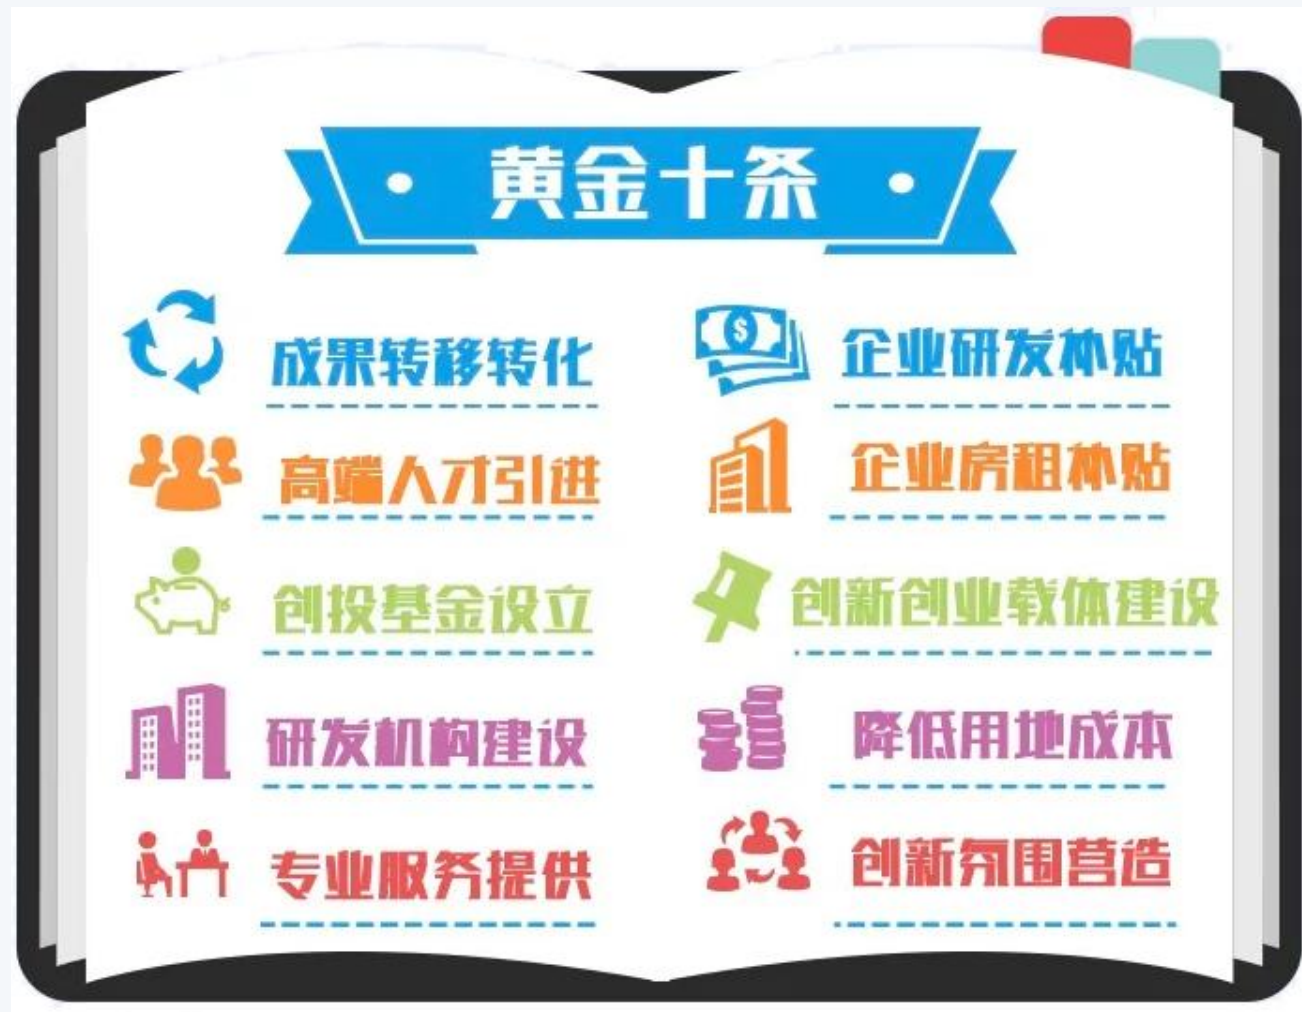 黄金十条
成果转移转化
企业研发补贴
高端人才引进
企业房租补贴
创投基金设立
创新创业载体建设
研发机构建设
降低用地成本
专业服务提供
创新氛围营造